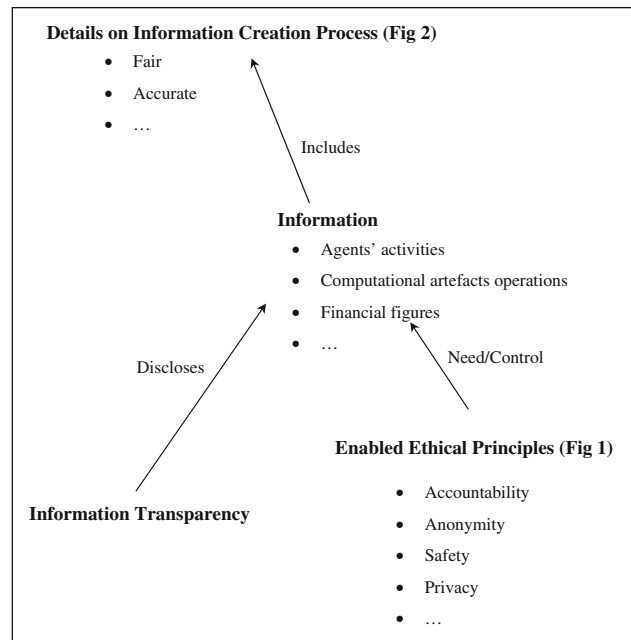 Details on Information Creation Process (Fig 2)
• Fair
• Accurate
• …
Includes
Information
• Agents’ activities
• Computational artefacts operations
• Financial figures
• …
Discloses
Need/Control
Enabled Ethical Principles (Fig 1)
• Accountability
Information Transparency
• Anonymity
• Safety
• Privacy
• …